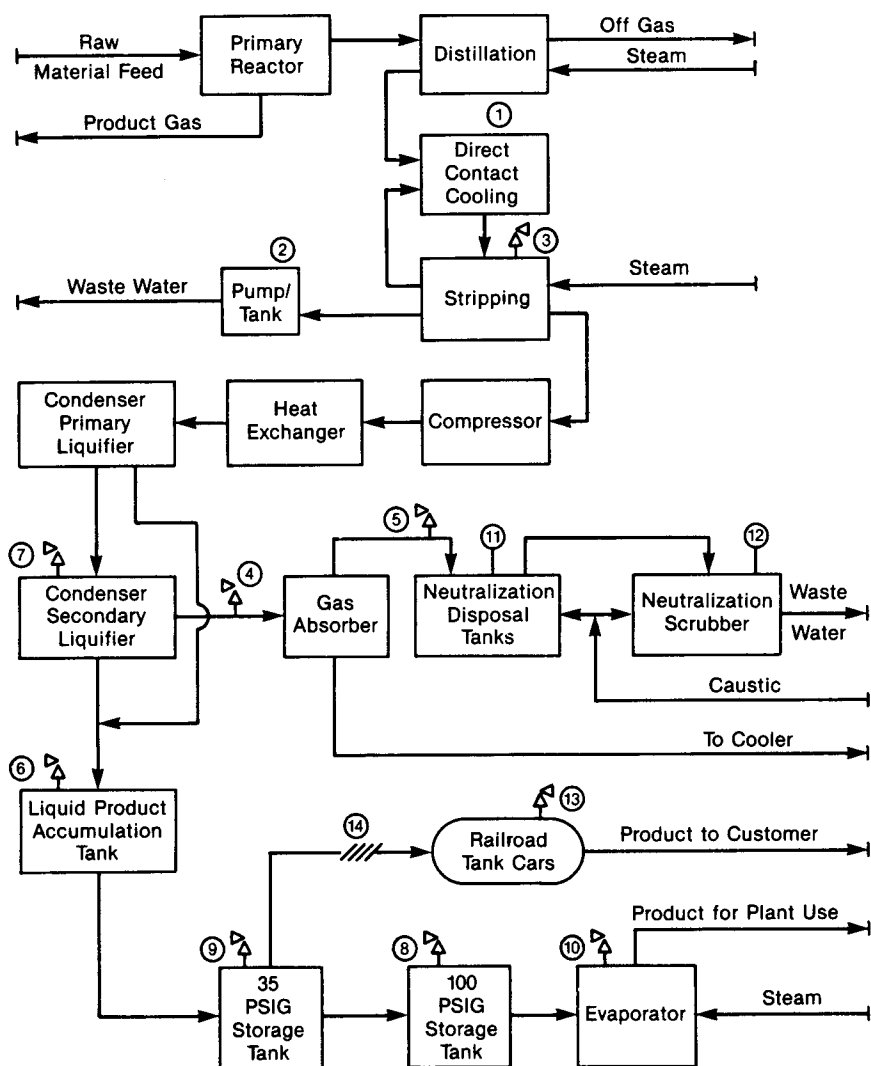 Raw
Material Feed
Primary
Reactor
Distillation
Off Gas
Steam
Product Gas
1
Direct
Contact
Cooling
2
3
Waste Water
Pump/
Tank
Stripping
Steam
Condenser
Primary
Liquifier
Heat
Exchanger
Compressor
7
4
5
11
12
Condenser
Secondary
Liquifier
Gas
Absorber
Neutralization
Disposal
Tanks
Neutralization
Scrubber
Waste
Water
Caustic
To Cooler
6
Liquid Product
Accumulation
Tank
14
13
Railroad
Tank Cars
Product to Customer
Product for Plant Use
9
8
10
35
PSIG
Storage
Tank
100
PSIG
Storage
Tank
Evaporator
Steam